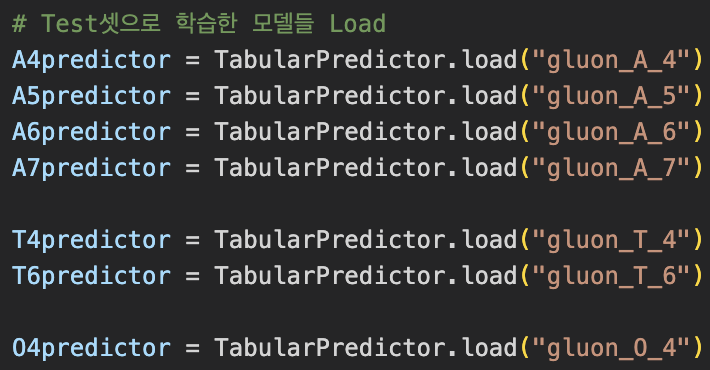 # Test셋으로 학습한 모델들 Load
A4predictor = TabularPredictor.load("gluon_A_4")
A5predictor = TabularPredictor.load("gluon_A_5")
A6predictor = TabularPredictor.load("gluon_A_6")
A7predictor = TabularPredictor.load("gluon_A_7")
T4predictor = TabularPredictor.load("gluon_T_4")
T6predictor = TabularPredictor.load("gluon_T_6")
O4predictor = TabularPredictor.load("gluon_O_4")